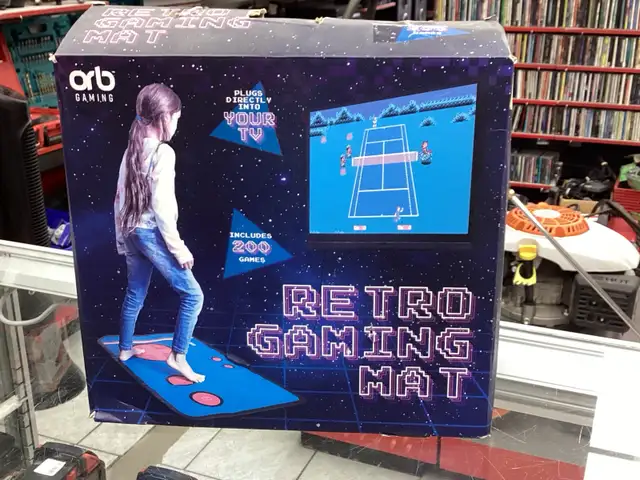 RETRO
GAMING
MAT
orb
GAMING
PLUGS
DIRECTLY
INTO
YOUR
TV
INCLUDES
200
GAMES
RETRO
GAMING
MAT